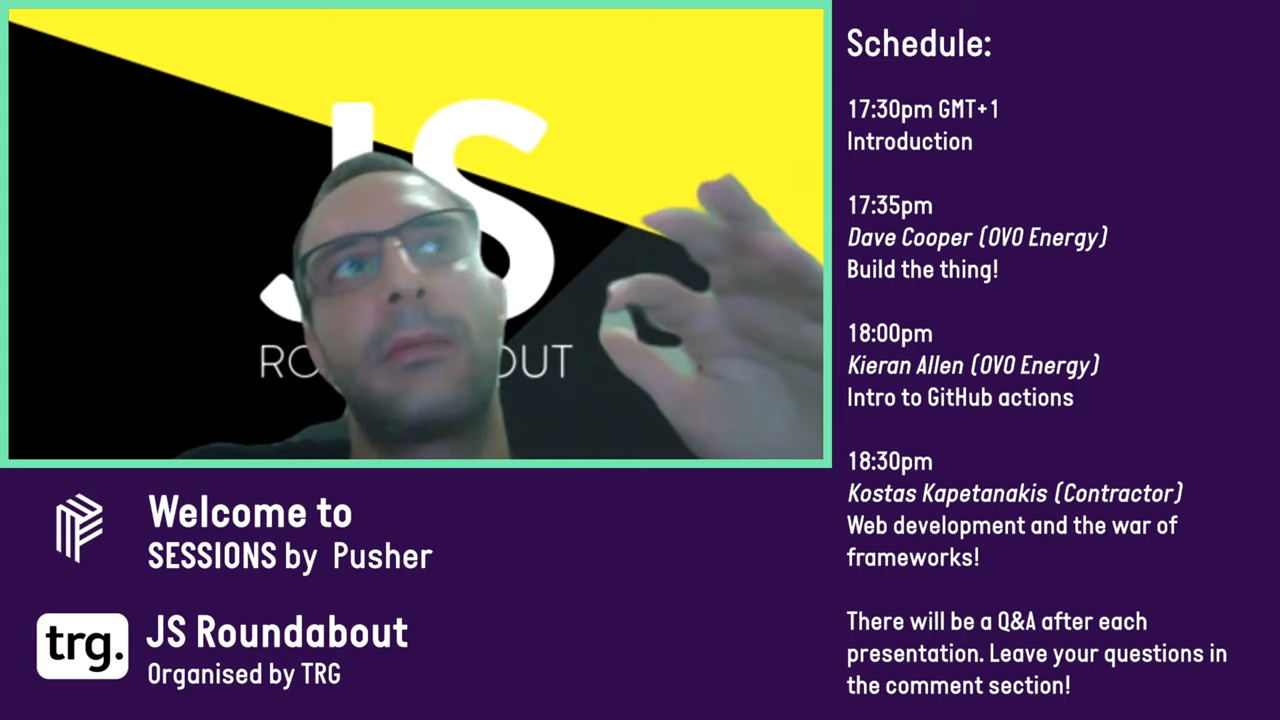 JS
RO OUT
Schedule:
17:30pm GMT+1
Introduction
17:35pm
Dave Cooper (OVO Energy)
Build the thing!
18:00pm
Kieran Allen (OVO Energy)
Intro to GitHub actions
18:30pm
Kostas Kapetanakis (Contractor)
Web development and the war of
frameworks!
There will be a Q&A after each
presentation. Leave your questions in
the comment section!
Welcome to
SESSIONS by Pusher
trg.
JS Roundabout
Organised by TRG